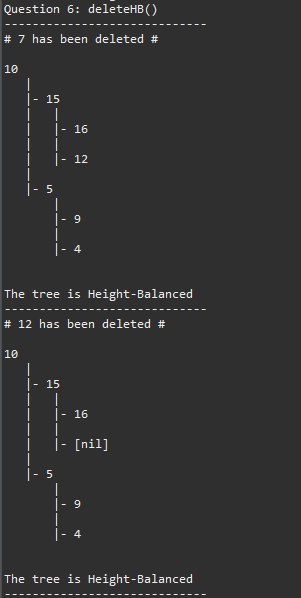 Question 6: deleteHB()
-----------------------------
# 7 has been deleted #
10
|
|- 15
| |
| |- 16
| |
| |- 12
|
|- 5
|
|- 9
|
|- 4
The tree is Height-Balanced
-----------------------------
# 12 has been deleted #
10
|
|- 15
| |
| |- 16
| |
| |- [nil]
|
|- 5
|
|- 9
|
|- 4
The tree is Height-Balanced
-----------------------------